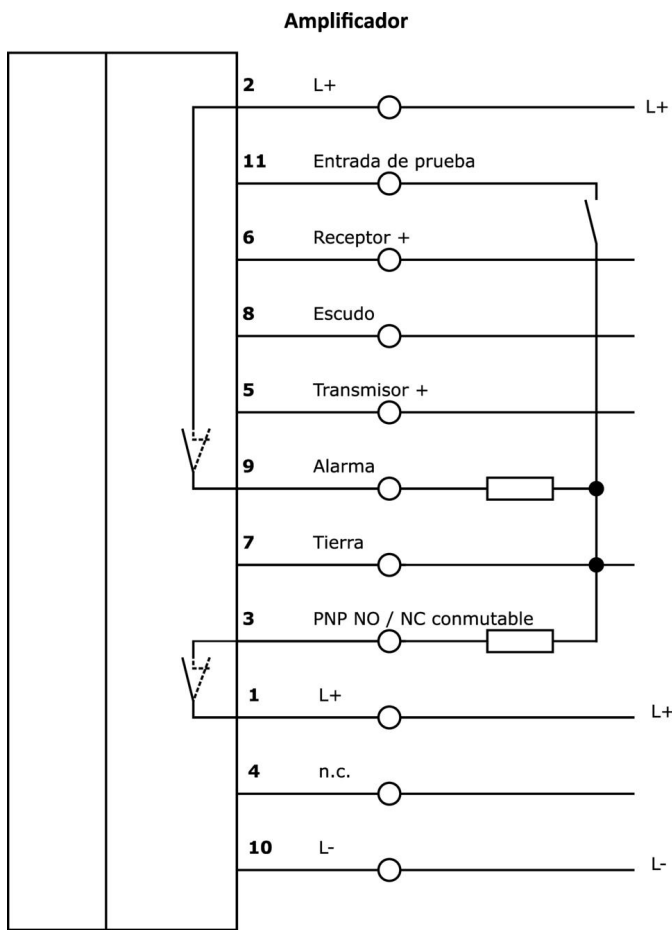 Amplificador
2 L+
L+
11 Entrada de prueba
6 Receptor +
8 Escudo
5 Transmisor +
9 Alarma
7 Tierra
3 PNP NO / NC conmutable
1 L+
L+
4 n.c.
10 L-
L-